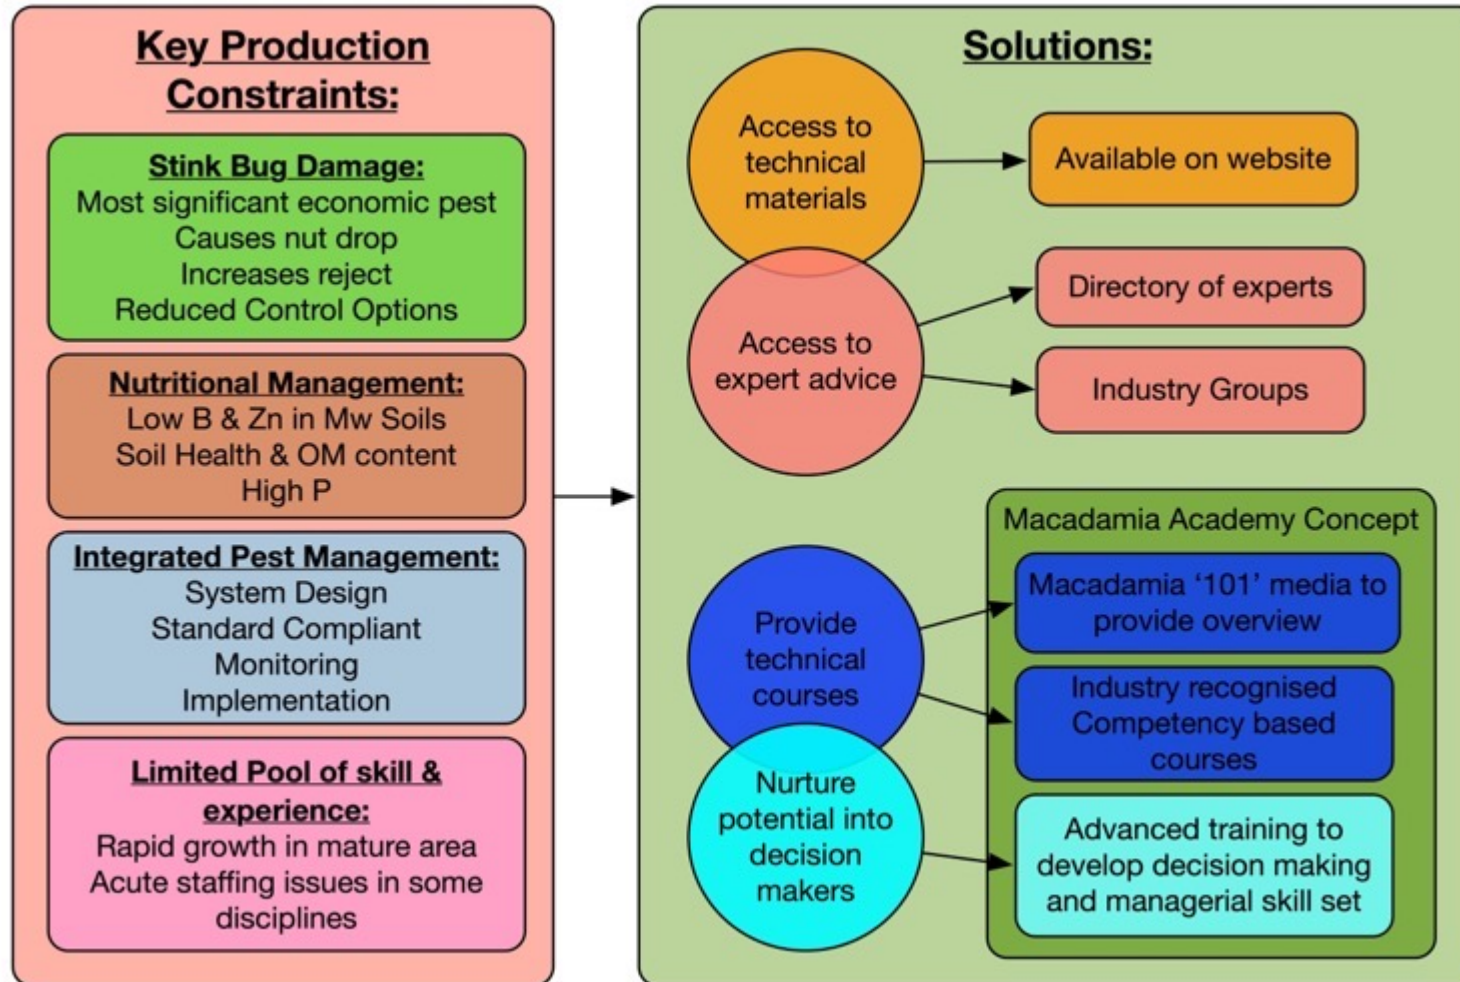 Key Production
Constraints:
Stink Bug Damage:
Most significant economic pest
Causes nut drop
Increases reject
Reduced Control Options
Nutritional Management:
Low B & Zn in Mw Soils
Soil Health & OM content
High P
Integrated Pest Management:
System Design
Standard Compliant
Monitoring
Implementation
Limited Pool of skill &
experience:
Rapid growth in mature area
Acute staffing issues in some
disciplines
Solutions:
Access to
technical
materials
Available on website
Access to
expert advice
Directory of experts
Industry Groups
Macadamia Academy Concept
Provide
technical
courses
Macadamia ‘101’ media to
provide overview
Industry recognised
Competency based
courses
Nurture
potential into
decision
makers
Advanced training to
develop decision making
and managerial skill set